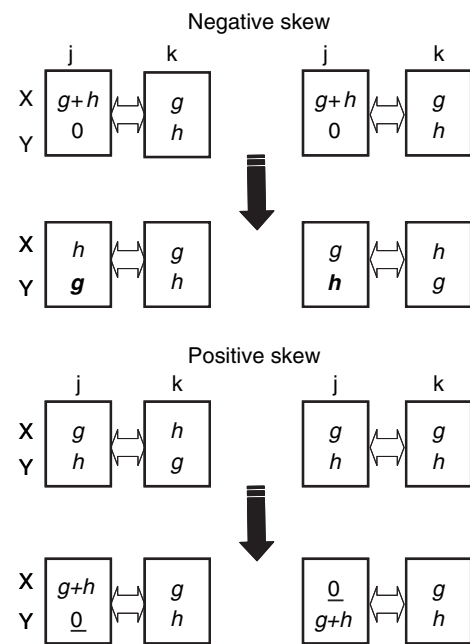 Negative skew
j k j k
X g+h g g+h g
Y 0 h 0 h
X h g g h
Y g h h g
Positive skew
j k j k
X g h g g
Y h g h h
X g+h g 0 g
Y 0 h g+h h